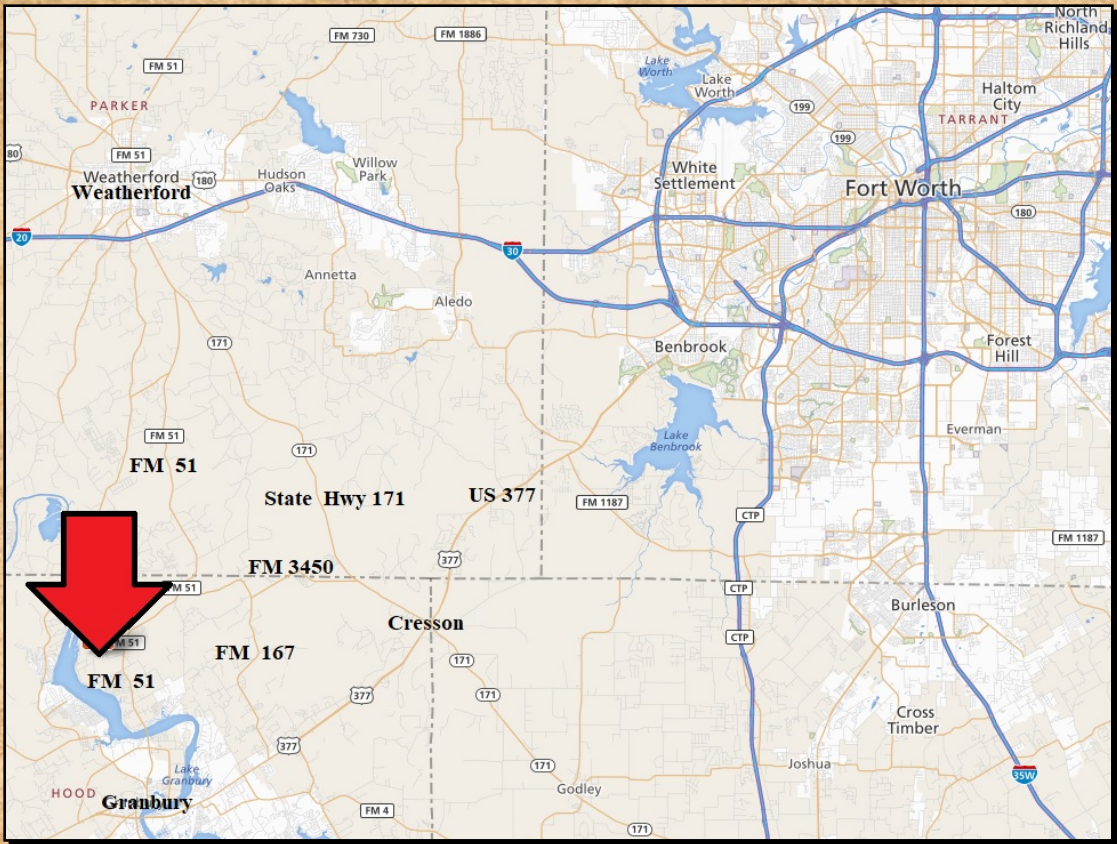 North
Richland
Hills
FM 730
FM 1886
FM 51
Lake
Worth
Lake
Worth
Haltom
City
PARKER
199
TARRANT
199
80
FM 51
Willow
Park
White
Settlement
Weatherford
180
Hudson
Oaks
Weatherford
Fort Worth
180
20
30
Annetta
Aledo
171
Benbrook
Forest
Hill
FM 51
Everman
Lake
Benbrook
171
FM 51
State Hwy 171
US 377
FM 1187
CTP
FM 1187
377
FM 3450
FM 51
CTP
Burleson
Cresson
CTP
FM 51
FM 167
171
FM 51
377
171
Cross
Timber
377
Lake
Granbury
171
Joshua
35W
Godley
HOOD
Granbury
FM 4
171